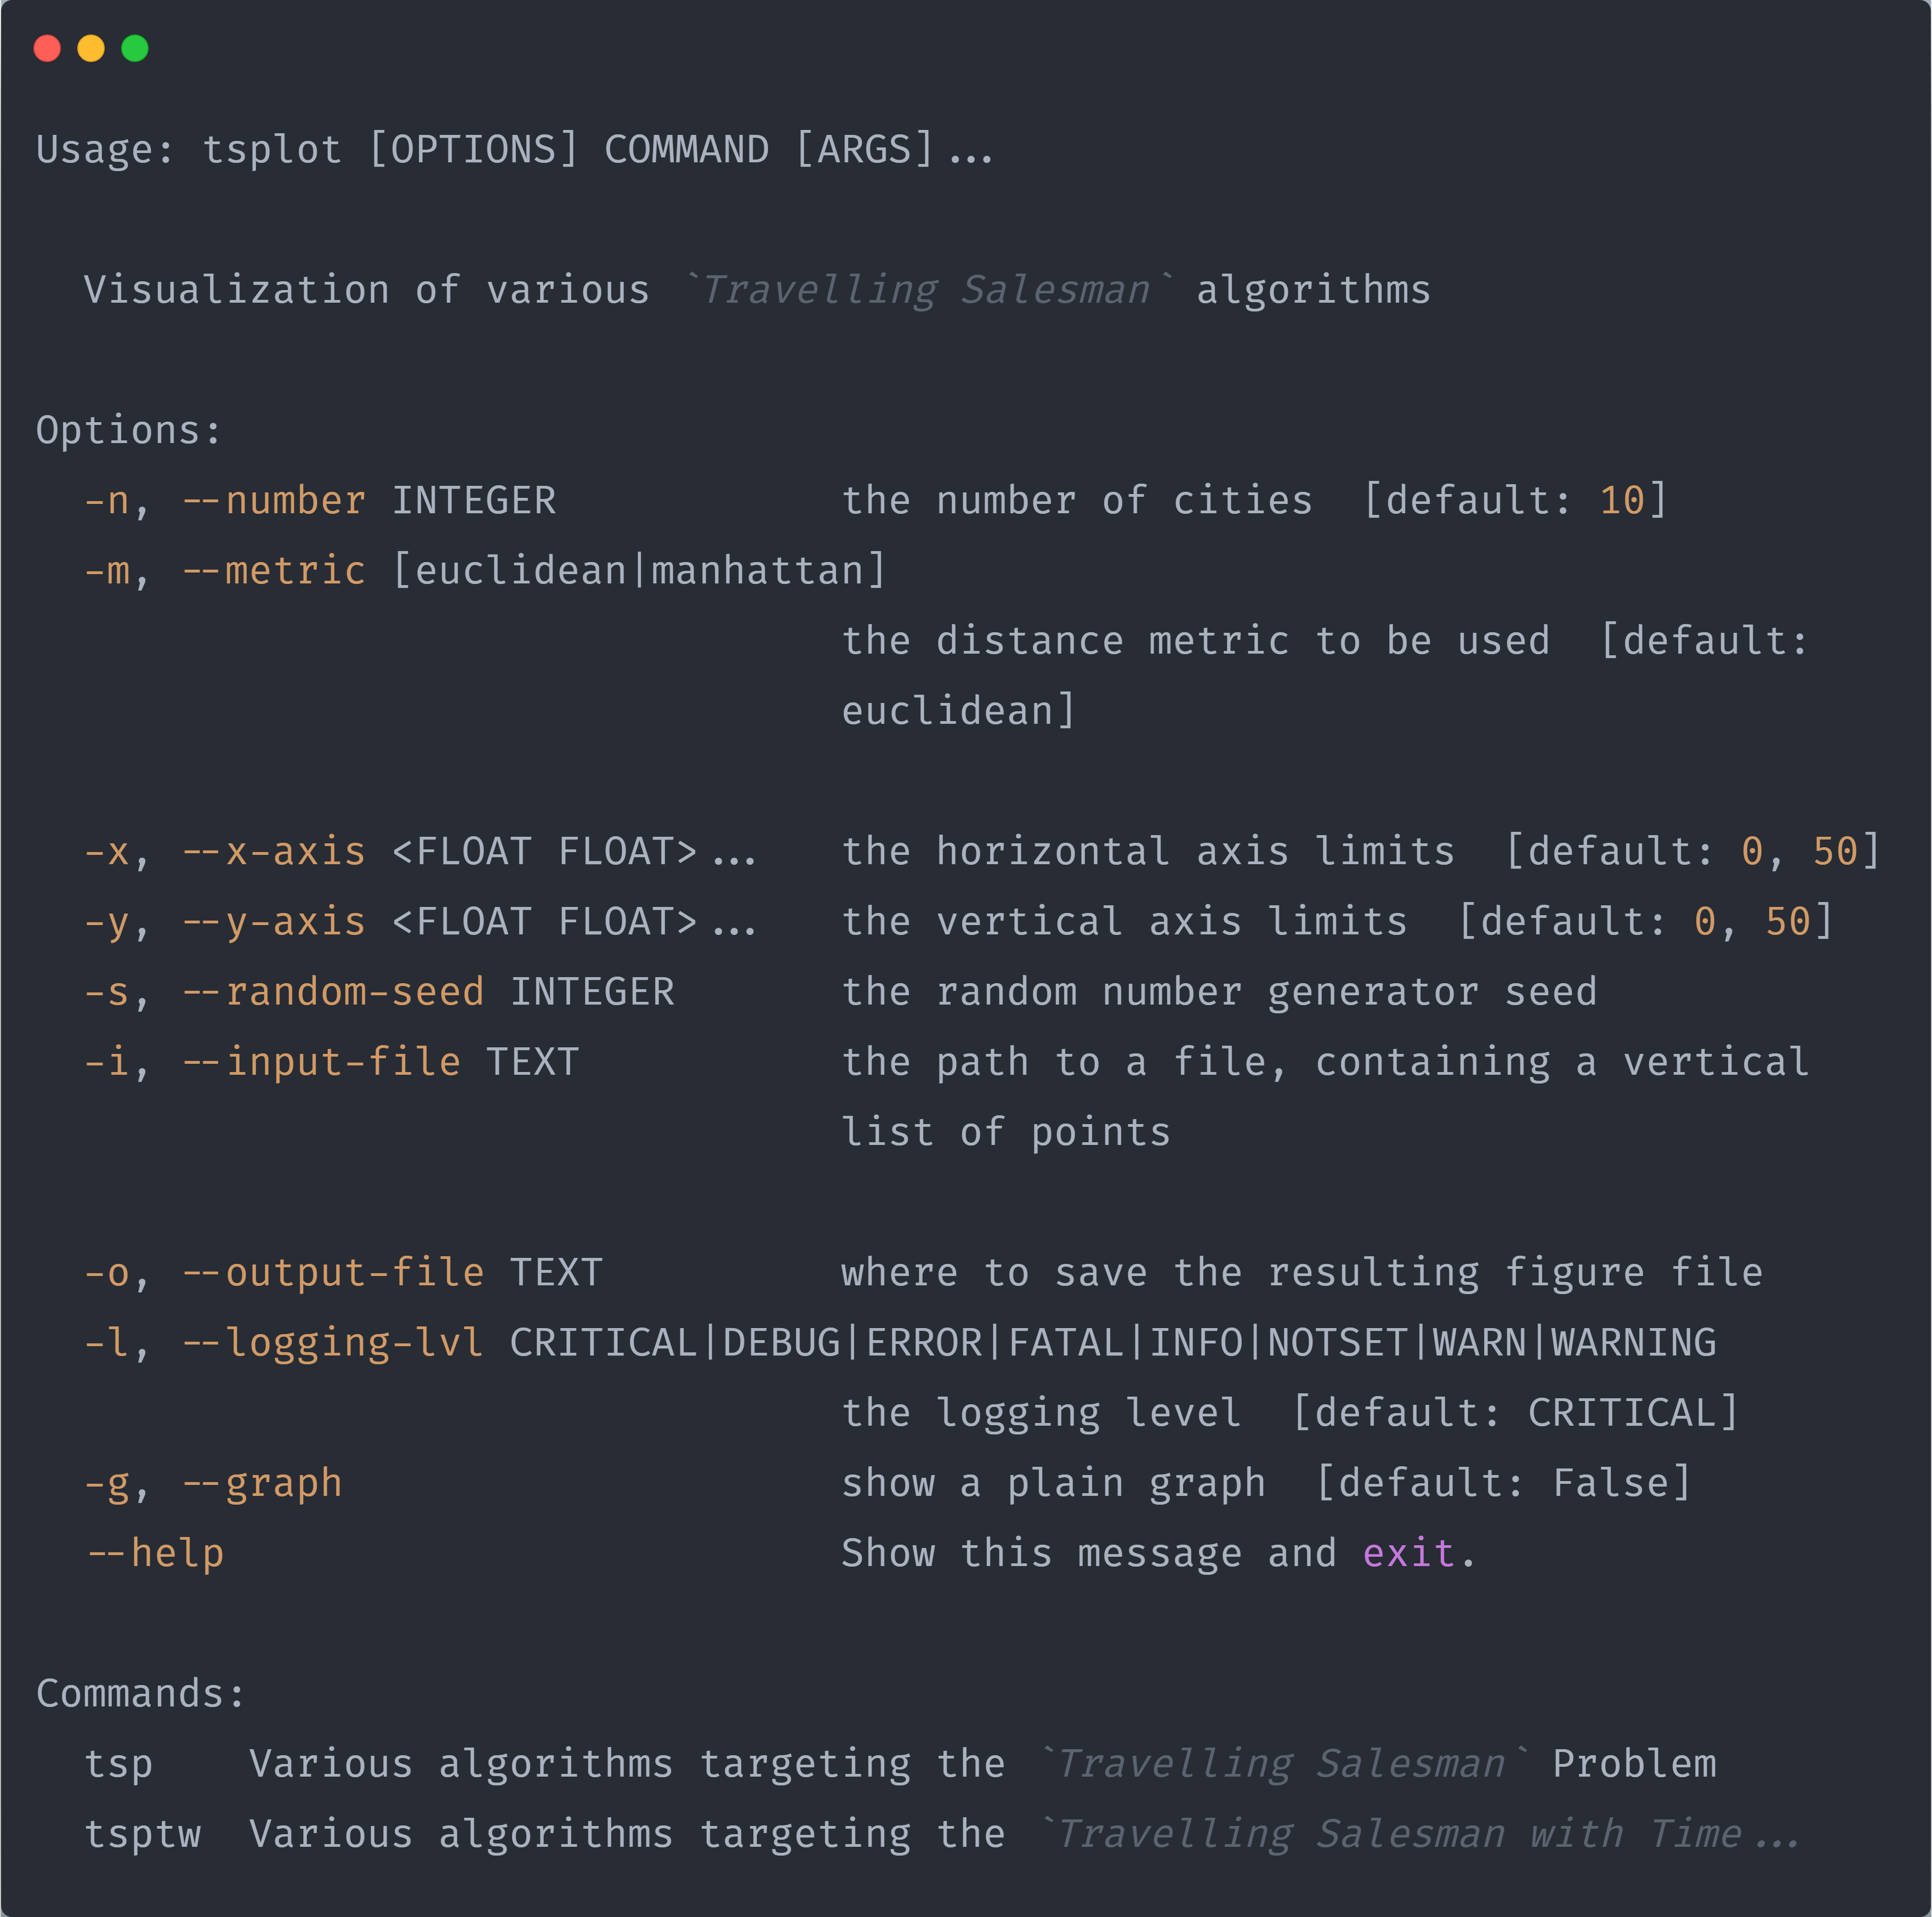 Usage: tsplot [OPTIONS] COMMAND [ARGS]...
Visualization of various `Travelling Salesman` algorithms
Options:
-n, --number INTEGER            the number of cities  [default: 10]
-m, --metric [euclidean|manhattan]
the distance metric to be used  [default:
euclidean]
-x, --x-axis <FLOAT FLOAT>...   the horizontal axis limits  [default: 0, 50]
-y, --y-axis <FLOAT FLOAT>...   the vertical axis limits  [default: 0, 50]
-s, --random-seed INTEGER       the random number generator seed
-i, --input-file TEXT           the path to a file, containing a vertical
list of points
-o, --output-file TEXT          where to save the resulting figure file
-l, --logging-lvl CRITICAL|DEBUG|ERROR|FATAL|INFO|NOTSET|WARN|WARNING
the logging level  [default: CRITICAL]
-g, --graph                     show a plain graph  [default: False]
--help                          Show this message and exit.
Commands:
tsp    Various algorithms targeting the `Travelling Salesman` Problem
tsptw  Various algorithms targeting the `Travelling Salesman with Time...